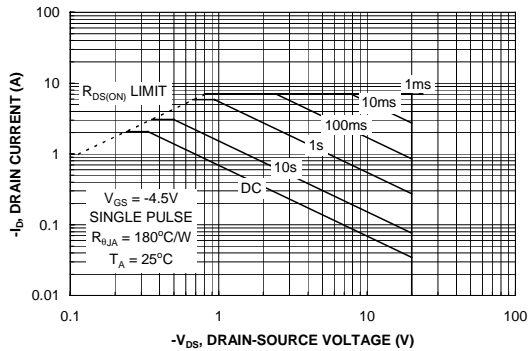 -I_D, DRAIN CURRENT (A)
100
10
1
0.1
0.01
R_DS(ON) LIMIT
1ms
10ms
100ms
1s
10s
DC
V_GS = -4.5V
SINGLE PULSE
R_θJA = 180°C/W
T_A = 25°C
0.1
1
10
100
-V_DS, DRAIN-SOURCE VOLTAGE (V)